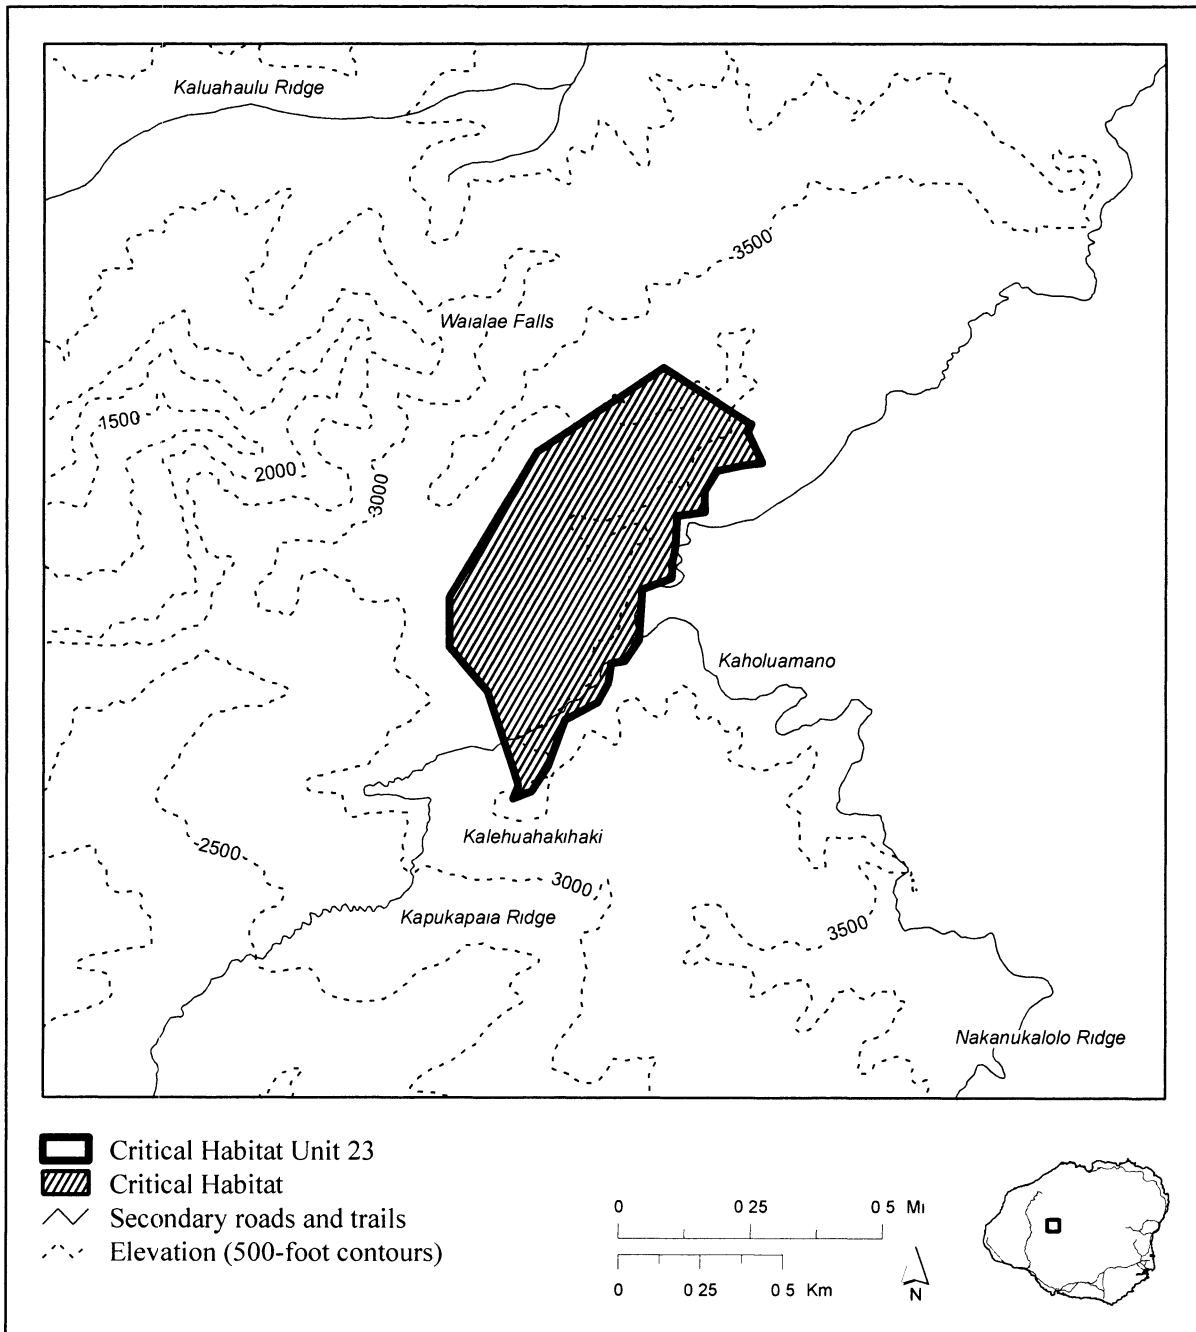 Kaluahaulu Ridge
3500
Waialae Falls
1500
2000
3000
Kaholuamano
Kalehuahakihaki
2500
3000
Kapukapaia Ridge
3500
Nakanukalolo Ridge
Critical Habitat Unit 23
Critical Habitat
Secondary roads and trails
Elevation (500-foot contours)
0 0 25 0 5 Mi
0 0 25 0 5 Km
N